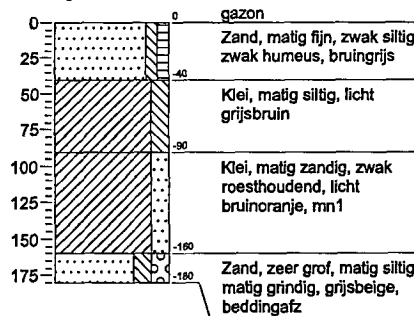 0
0
gazon
Zand, matig fijn, zwak siltig,
zwak humeus, bruingrijs
25
-40
50
Klei, matig siltig, licht
grijsbruin
75
-90
100
Klei, matig zandig, zwak
roesthoudend, licht
bruinoranje, mn1
125
150
-160
Zand, zeer grof, matig siltig,
matig grindig, grijsbeige,
beddingafz
175
-180